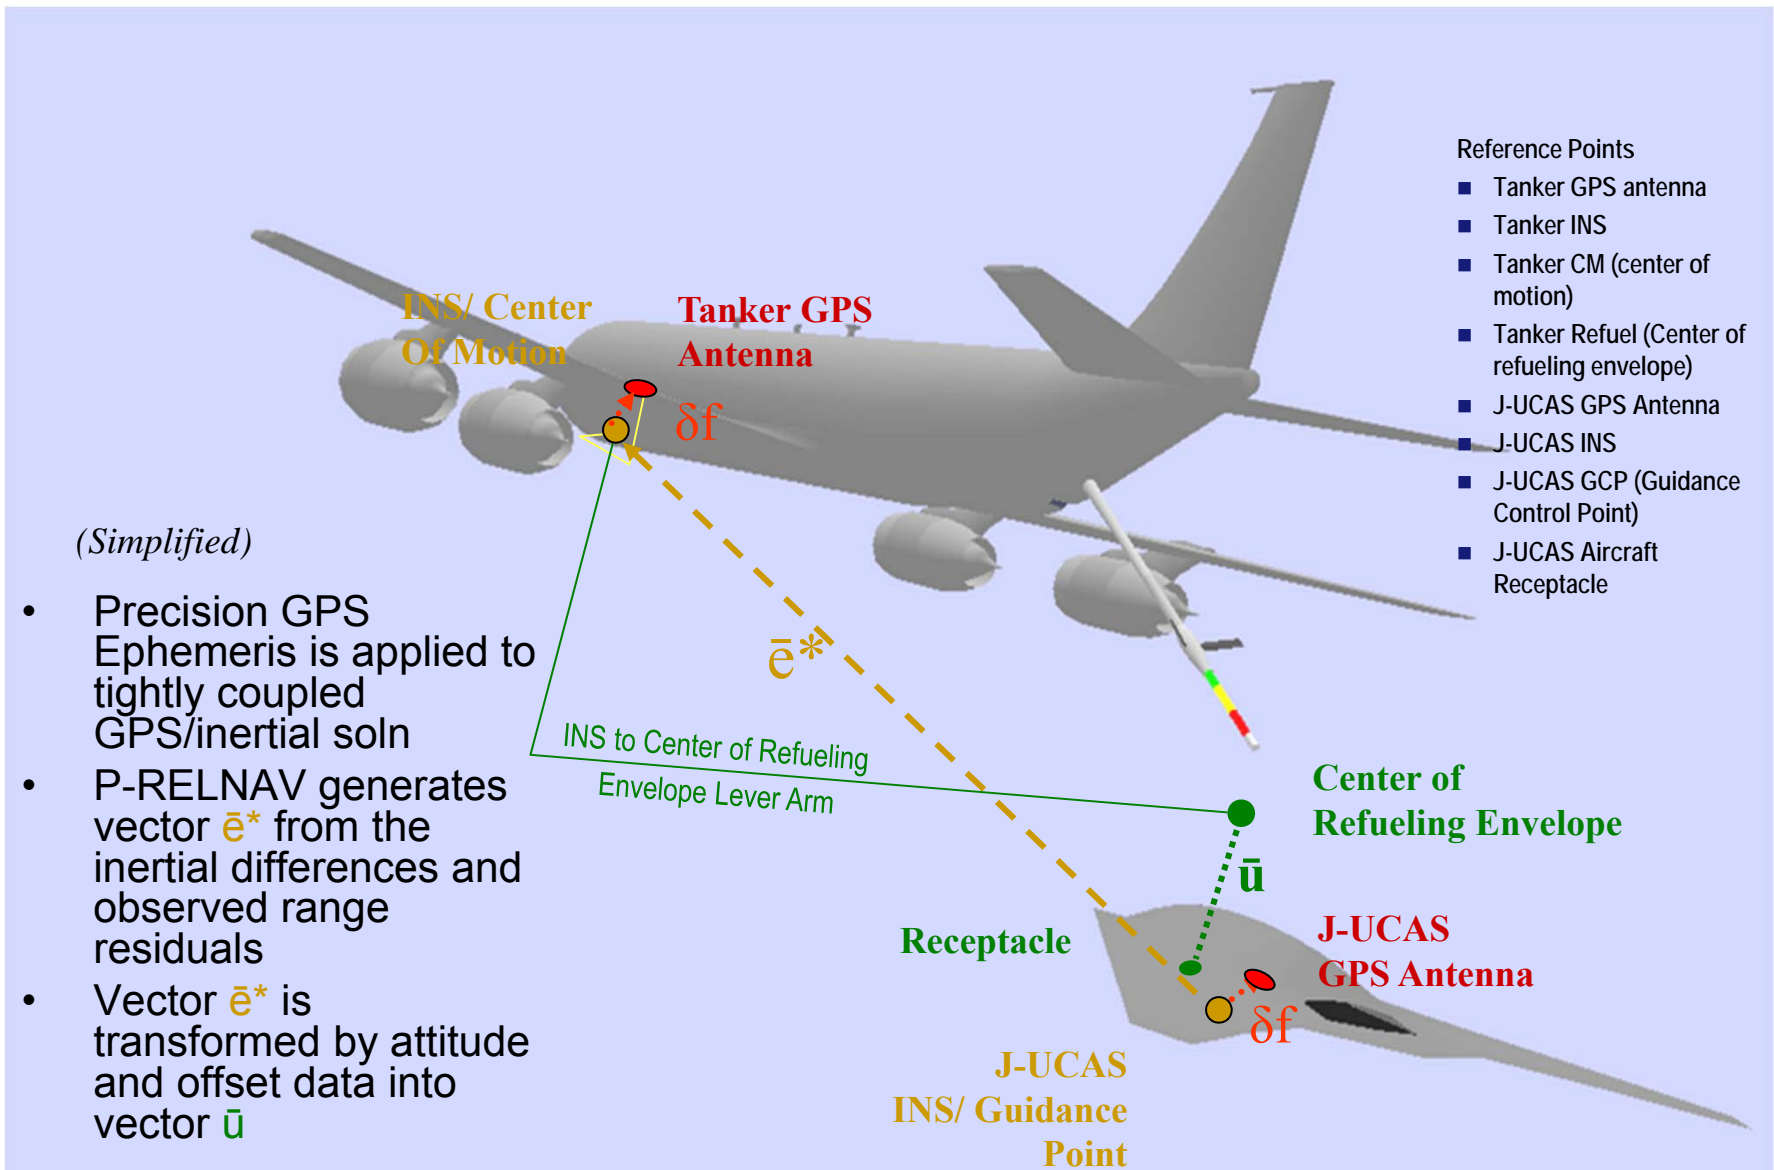 Reference Points
Tanker GPS antenna
Tanker INS
Tanker CM (center of
motion)
Tanker Refuel (Center of
refueling envelope)
J-UCAS GPS Antenna
J-UCAS INS
J-UCAS GCP (Guidance
Control Point)
J-UCAS Aircraft
Receptacle
INS/ Center
Of Motion
Tanker GPS
Antenna
δf
(Simplified)
• Precision GPS
Ephemeris is applied to
tightly coupled
GPS/inertial soln
• P-RELNAV generates
vector ē* from the
inertial differences and
observed range
residuals
• Vector ē* is
transformed by attitude
and offset data into
vector ū
ē*
INS to Center of Refueling
Envelope Lever Arm
Center of
Refueling Envelope
ū
Receptacle
J-UCAS
GPS Antenna
δf
J-UCAS
INS/ Guidance
Point